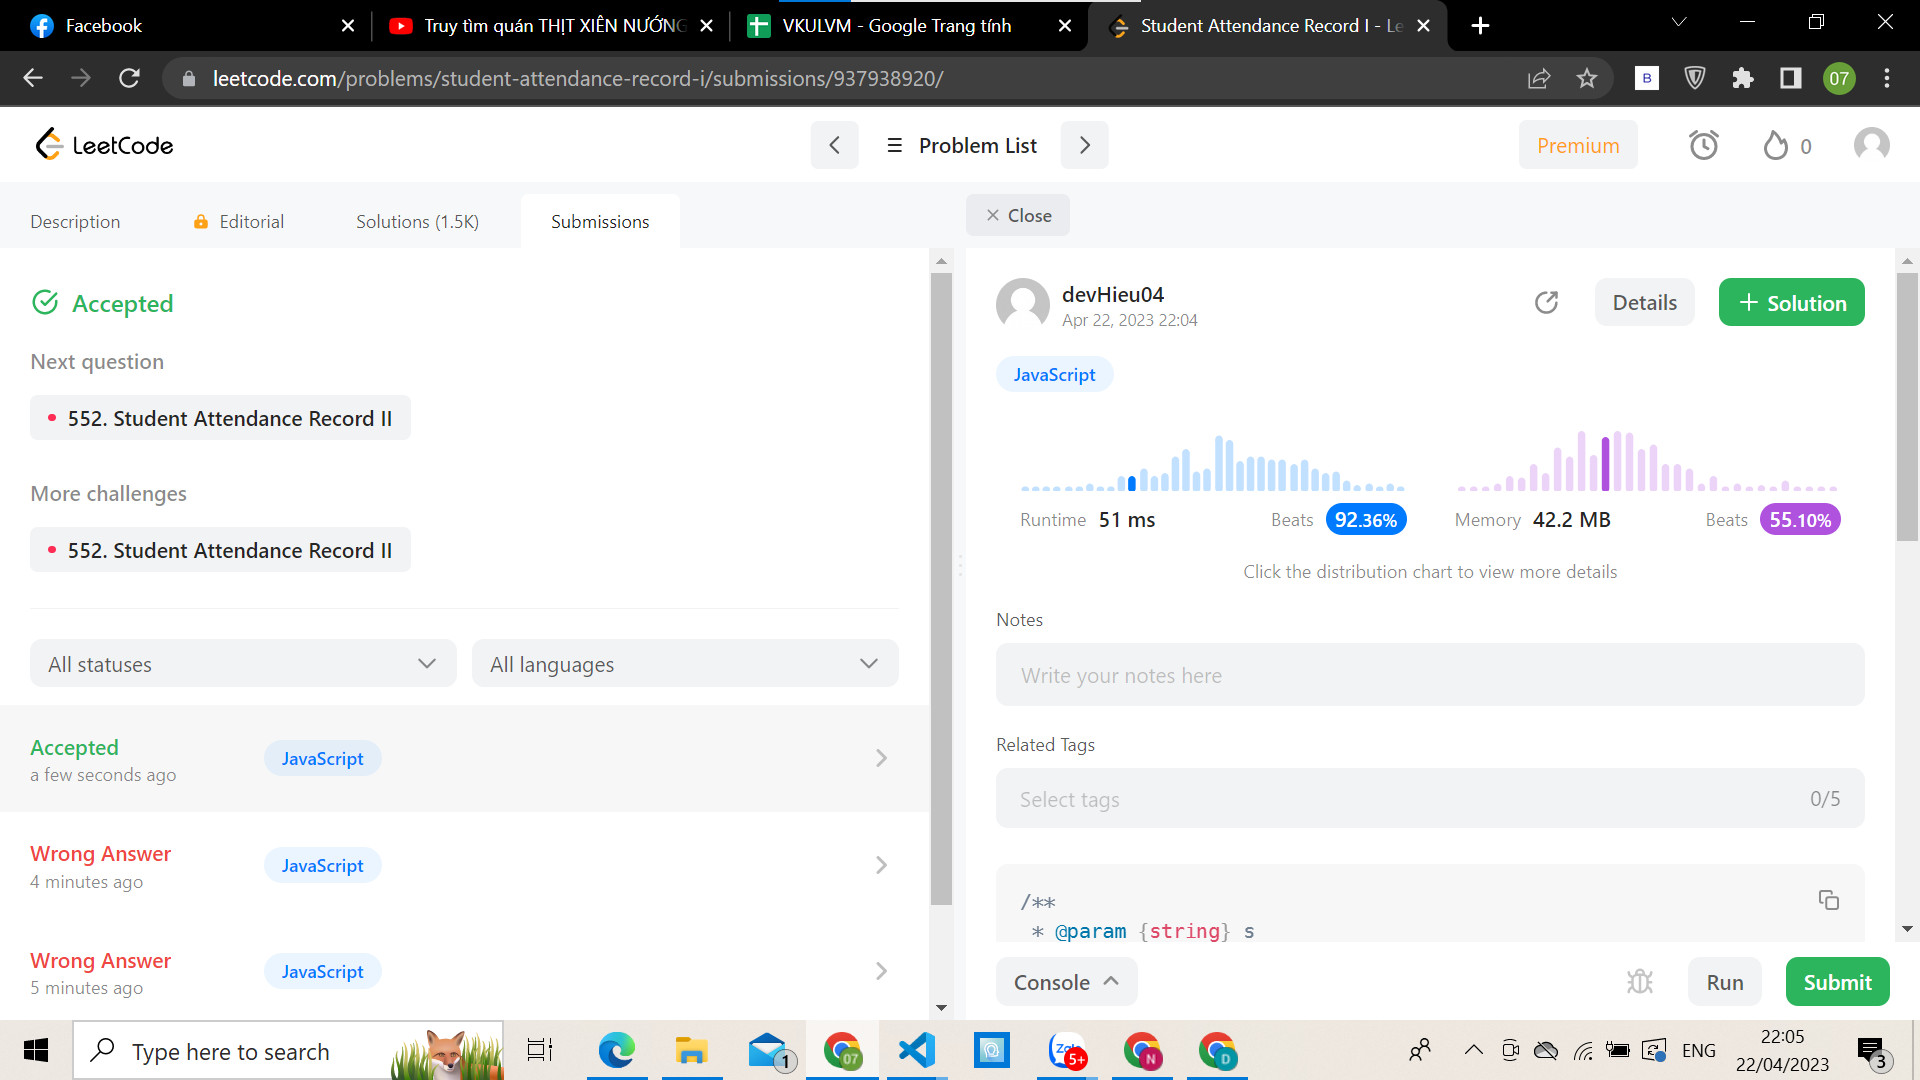 Facebook
Truy tìm quán THỊT XIÊN NƯỚNG
VKULVM - Google Trang tính
Student Attendance Record I - Le
leetcode.com/problems/student-attendance-record-i/submissions/937938920/
B
07
LeetCode
Problem List
Premium
0
Description
Editorial
Solutions (1.5K)
Submissions
Close
Accepted
Next question
552. Student Attendance Record II
More challenges
552. Student Attendance Record II
All statuses
All languages
Accepted
a few seconds ago
JavaScript
Wrong Answer
4 minutes ago
JavaScript
Wrong Answer
5 minutes ago
JavaScript
devHieu04
Apr 22, 2023 22:04
Details
+ Solution
JavaScript
Runtime 51 ms
Beats 92.36%
Memory 42.2 MB
Beats 55.10%
Click the distribution chart to view more details
Notes
Write your notes here
Related Tags
Select tags
0/5
/**
* @param {string} s
Console
Run
Submit
Type here to search
1
07
5+
N
D
ENG
22:05
22/04/2023
3